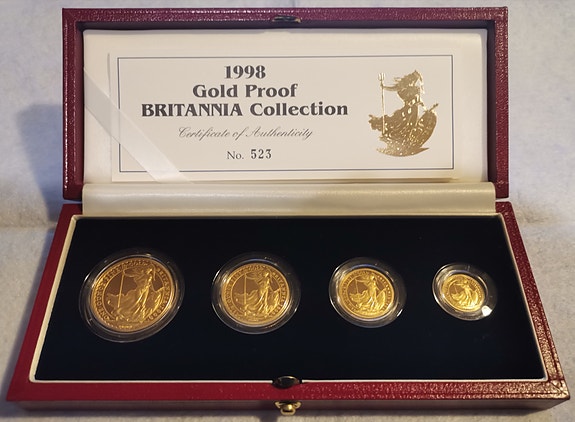 1998
Gold Proof
BRITANNIA Collection
Certificate of Authenticity
No. 523